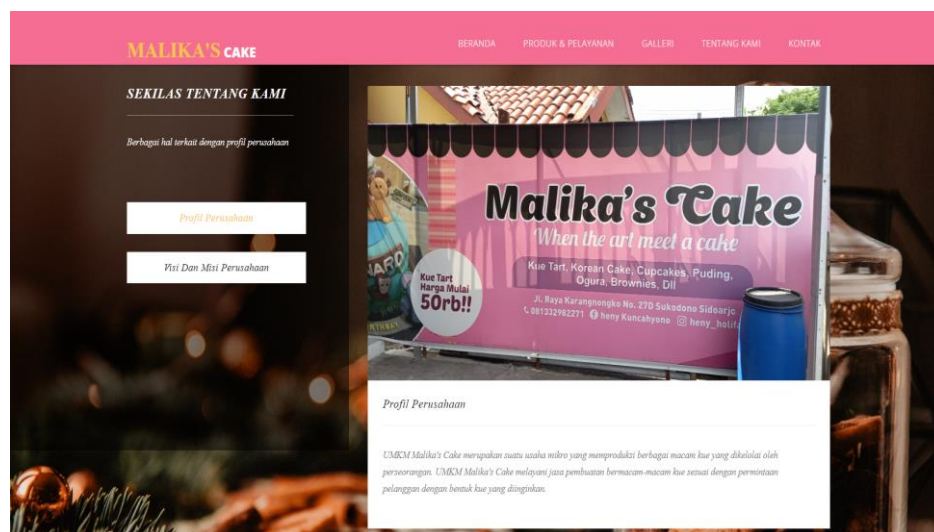 MALIKA'S CAKE
BERANDA PRODUK & PELAYANAN GALLERI TENTANG KAMI KONTAK
SEKILAS TENTANG KAMI
Berbagai hal terkait dengan profil perusahaan
Profil Perusahaan
Visi Dan Misi Perusahaan
Malika's Cake
When the art meet a cake
Kue Tart, Korean Cake, Cupcakes, Puding,
Ogura, Brownies, Dll
Jl. Raya Karangnongko No. 270 Sukodono Sidoarjo
081332982271 heny Kuncahyono heny_holifa
Kue Tart
Harga Mulai
50rb!!
Profil Perusahaan
UMKM Malika's Cake merupakan suatu usaha mikro yang memproduksi berbagai macam kue yang dikelolai oleh
perseorangan. UMKM Malika's Cake melayani jasa pembuatan bermacam-macam kue sesuai dengan permintaan
pelanggan dengan bentuk kue yang diinginkan.